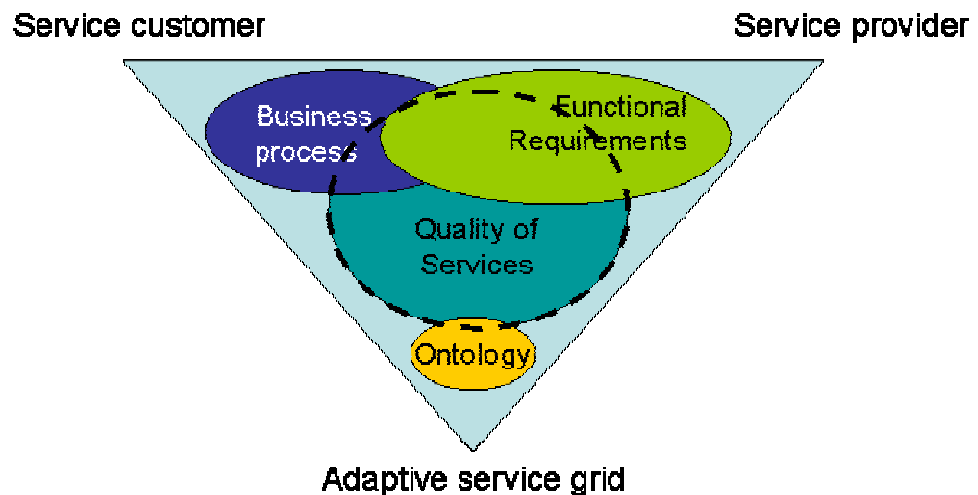 Service customer
Service provider
Business
process
Functional
Requirements
Quality of
Services
Ontology
Adaptive service grid